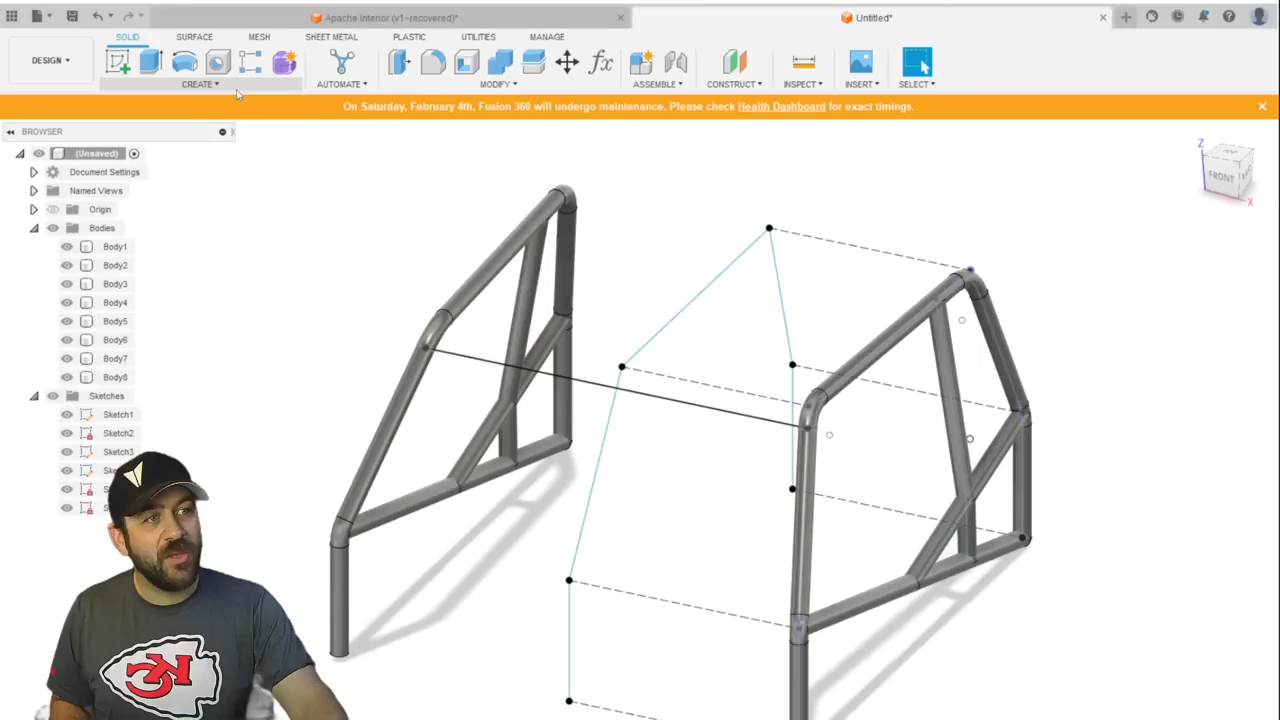 Apache Interior (v1~recovered)*
Untitled*
DESIGN
SOLID SURFACE MESH SHEET METAL PLASTIC UTILITIES MANAGE
CREATE AUTOMATE MODIFY ASSEMBLE CONSTRUCT INSPECT INSERT SELECT
fx
On Saturday, February 4th, Fusion 360 will undergo maintenance. Please check Health Dashboard for exact timings.
BROWSER
(Unsaved)
Document Settings
Named Views
Origin
Bodies
Body1
Body2
Body3
Body4
Body5
Body6
Body7
Body8
Sketches
Sketch1
Sketch2
Sketch3
Z
FRONT
X